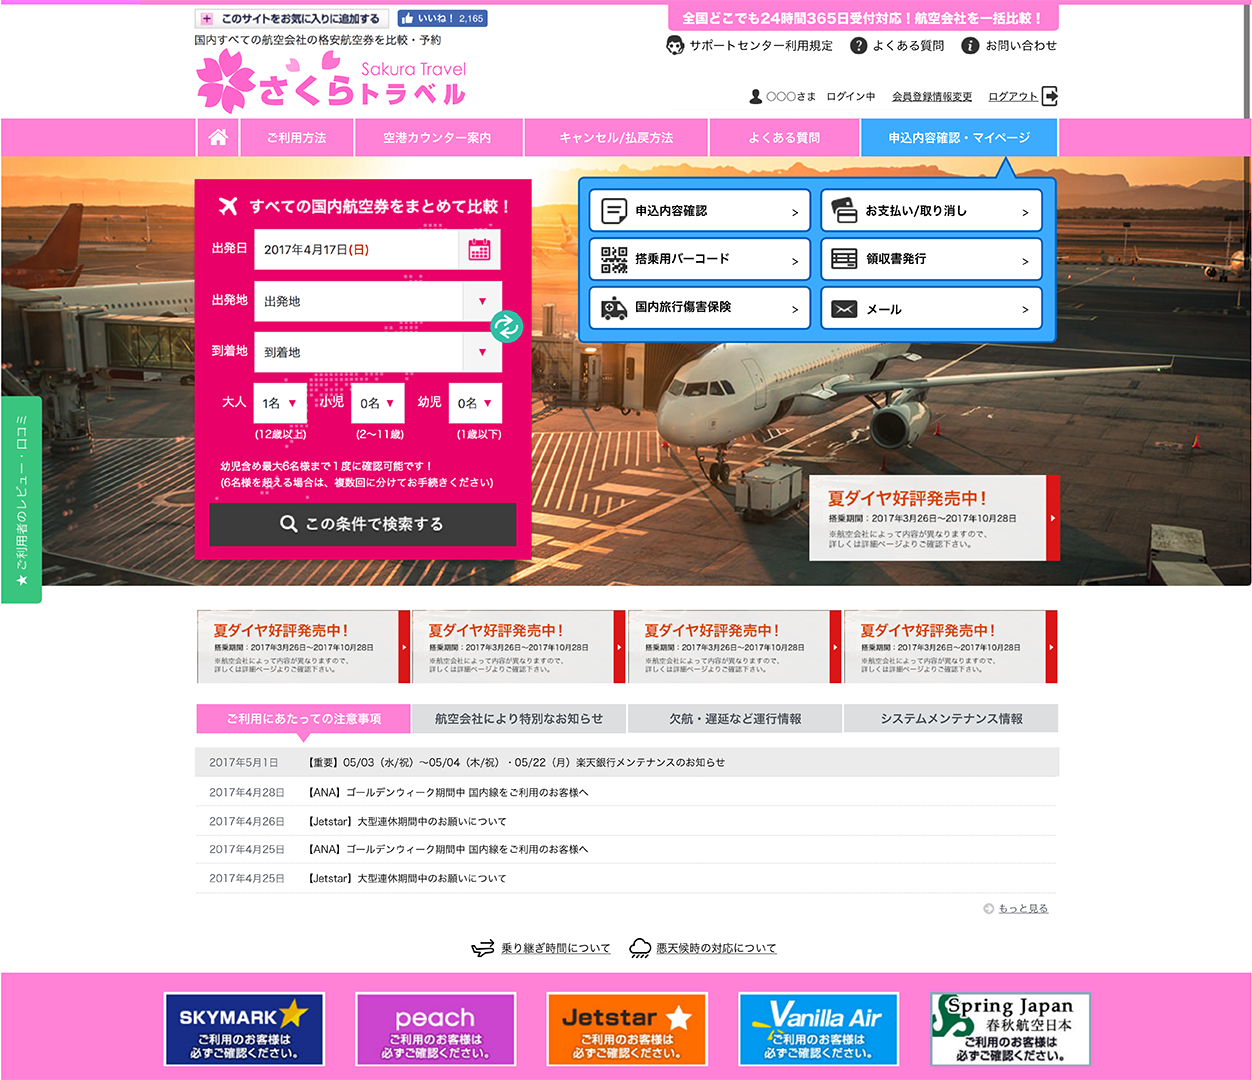 このサイトをお気に入りに追加する
いいね！ 2,165
全国どこでも24時間365日受付対応！航空会社を一括比較！
国内すべての航空会社の格安航空券を比較・予約
サポートセンター利用規定
よくある質問
お問い合わせ
Sakura Travel
さくらトラベル
〇〇〇さま ログイン中
会員登録情報変更
ログアウト
ご利用方法
空港カウンター案内
キャンセル/払戻方法
よくある質問
申込内容確認・マイページ
すべての国内航空券をまとめて比較！
出発日
2017年4月17日(日)
出発地
出発地
到着地
到着地
大人
1名
小児
0名
幼児
0名
(12歳以上)
(2〜11歳)
(1歳以下)
幼児含め最大6名様まで１度に確認可能です！
(6名様を超える場合は、複数回に分けてお手続きください)
この条件で検索する
申込内容確認 >
お支払い/取り消し >
搭乗用バーコード >
領収書発行 >
国内旅行傷害保険 >
メール >
夏ダイヤ好評発売中！
搭乗期間：2017年3月26日〜2017年10月28日
※航空会社によって内容が異なりますので、
詳しくは詳細ページよりご確認下さい。
★ ご利用者のレビュー・口コミ
夏ダイヤ好評発売中！
搭乗期間：2017年3月26日〜2017年10月28日
※航空会社によって内容が異なりますので、
詳しくは詳細ページよりご確認下さい。
夏ダイヤ好評発売中！
搭乗期間：2017年3月26日〜2017年10月28日
※航空会社によって内容が異なりますので、
詳しくは詳細ページよりご確認下さい。
夏ダイヤ好評発売中！
搭乗期間：2017年3月26日〜2017年10月28日
※航空会社によって内容が異なりますので、
詳しくは詳細ページよりご確認下さい。
夏ダイヤ好評発売中！
搭乗期間：2017年3月26日〜2017年10月28日
※航空会社によって内容が異なりますので、
詳しくは詳細ページよりご確認下さい。
ご利用にあたっての注意事項
航空会社により特別なお知らせ
欠航・遅延など運行情報
システムメンテナンス情報
2017年5月1日 【重要】05/03（水/祝）〜05/04（木/祝）・05/22（月）楽天銀行メンテナンスのお知らせ
2017年4月28日 【ANA】ゴールデンウィーク期間中 国内線をご利用のお客様へ
2017年4月26日 【Jetstar】大型連休期間中のお願いについて
2017年4月25日 【ANA】ゴールデンウィーク期間中 国内線をご利用のお客様へ
2017年4月25日 【Jetstar】大型連休期間中のお願いについて
もっと見る
乗り継ぎ時間について
悪天候時の対応について
SKYMARK
ご利用のお客様は
必ずご確認ください。
peach
ご利用のお客様は
必ずご確認ください。
Jetstar
ご利用のお客様は
必ずご確認ください。
Vanilla Air
ご利用のお客様は
必ずご確認ください。
Spring Japan
春秋航空日本
ご利用のお客様は
必ずご確認ください。